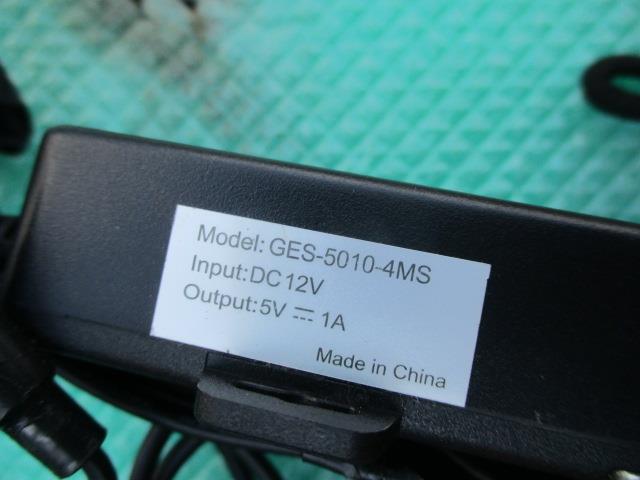 Model: GES-5010-4MS
Input:DC12V
Output:5V ⎓ 1A
Made in China